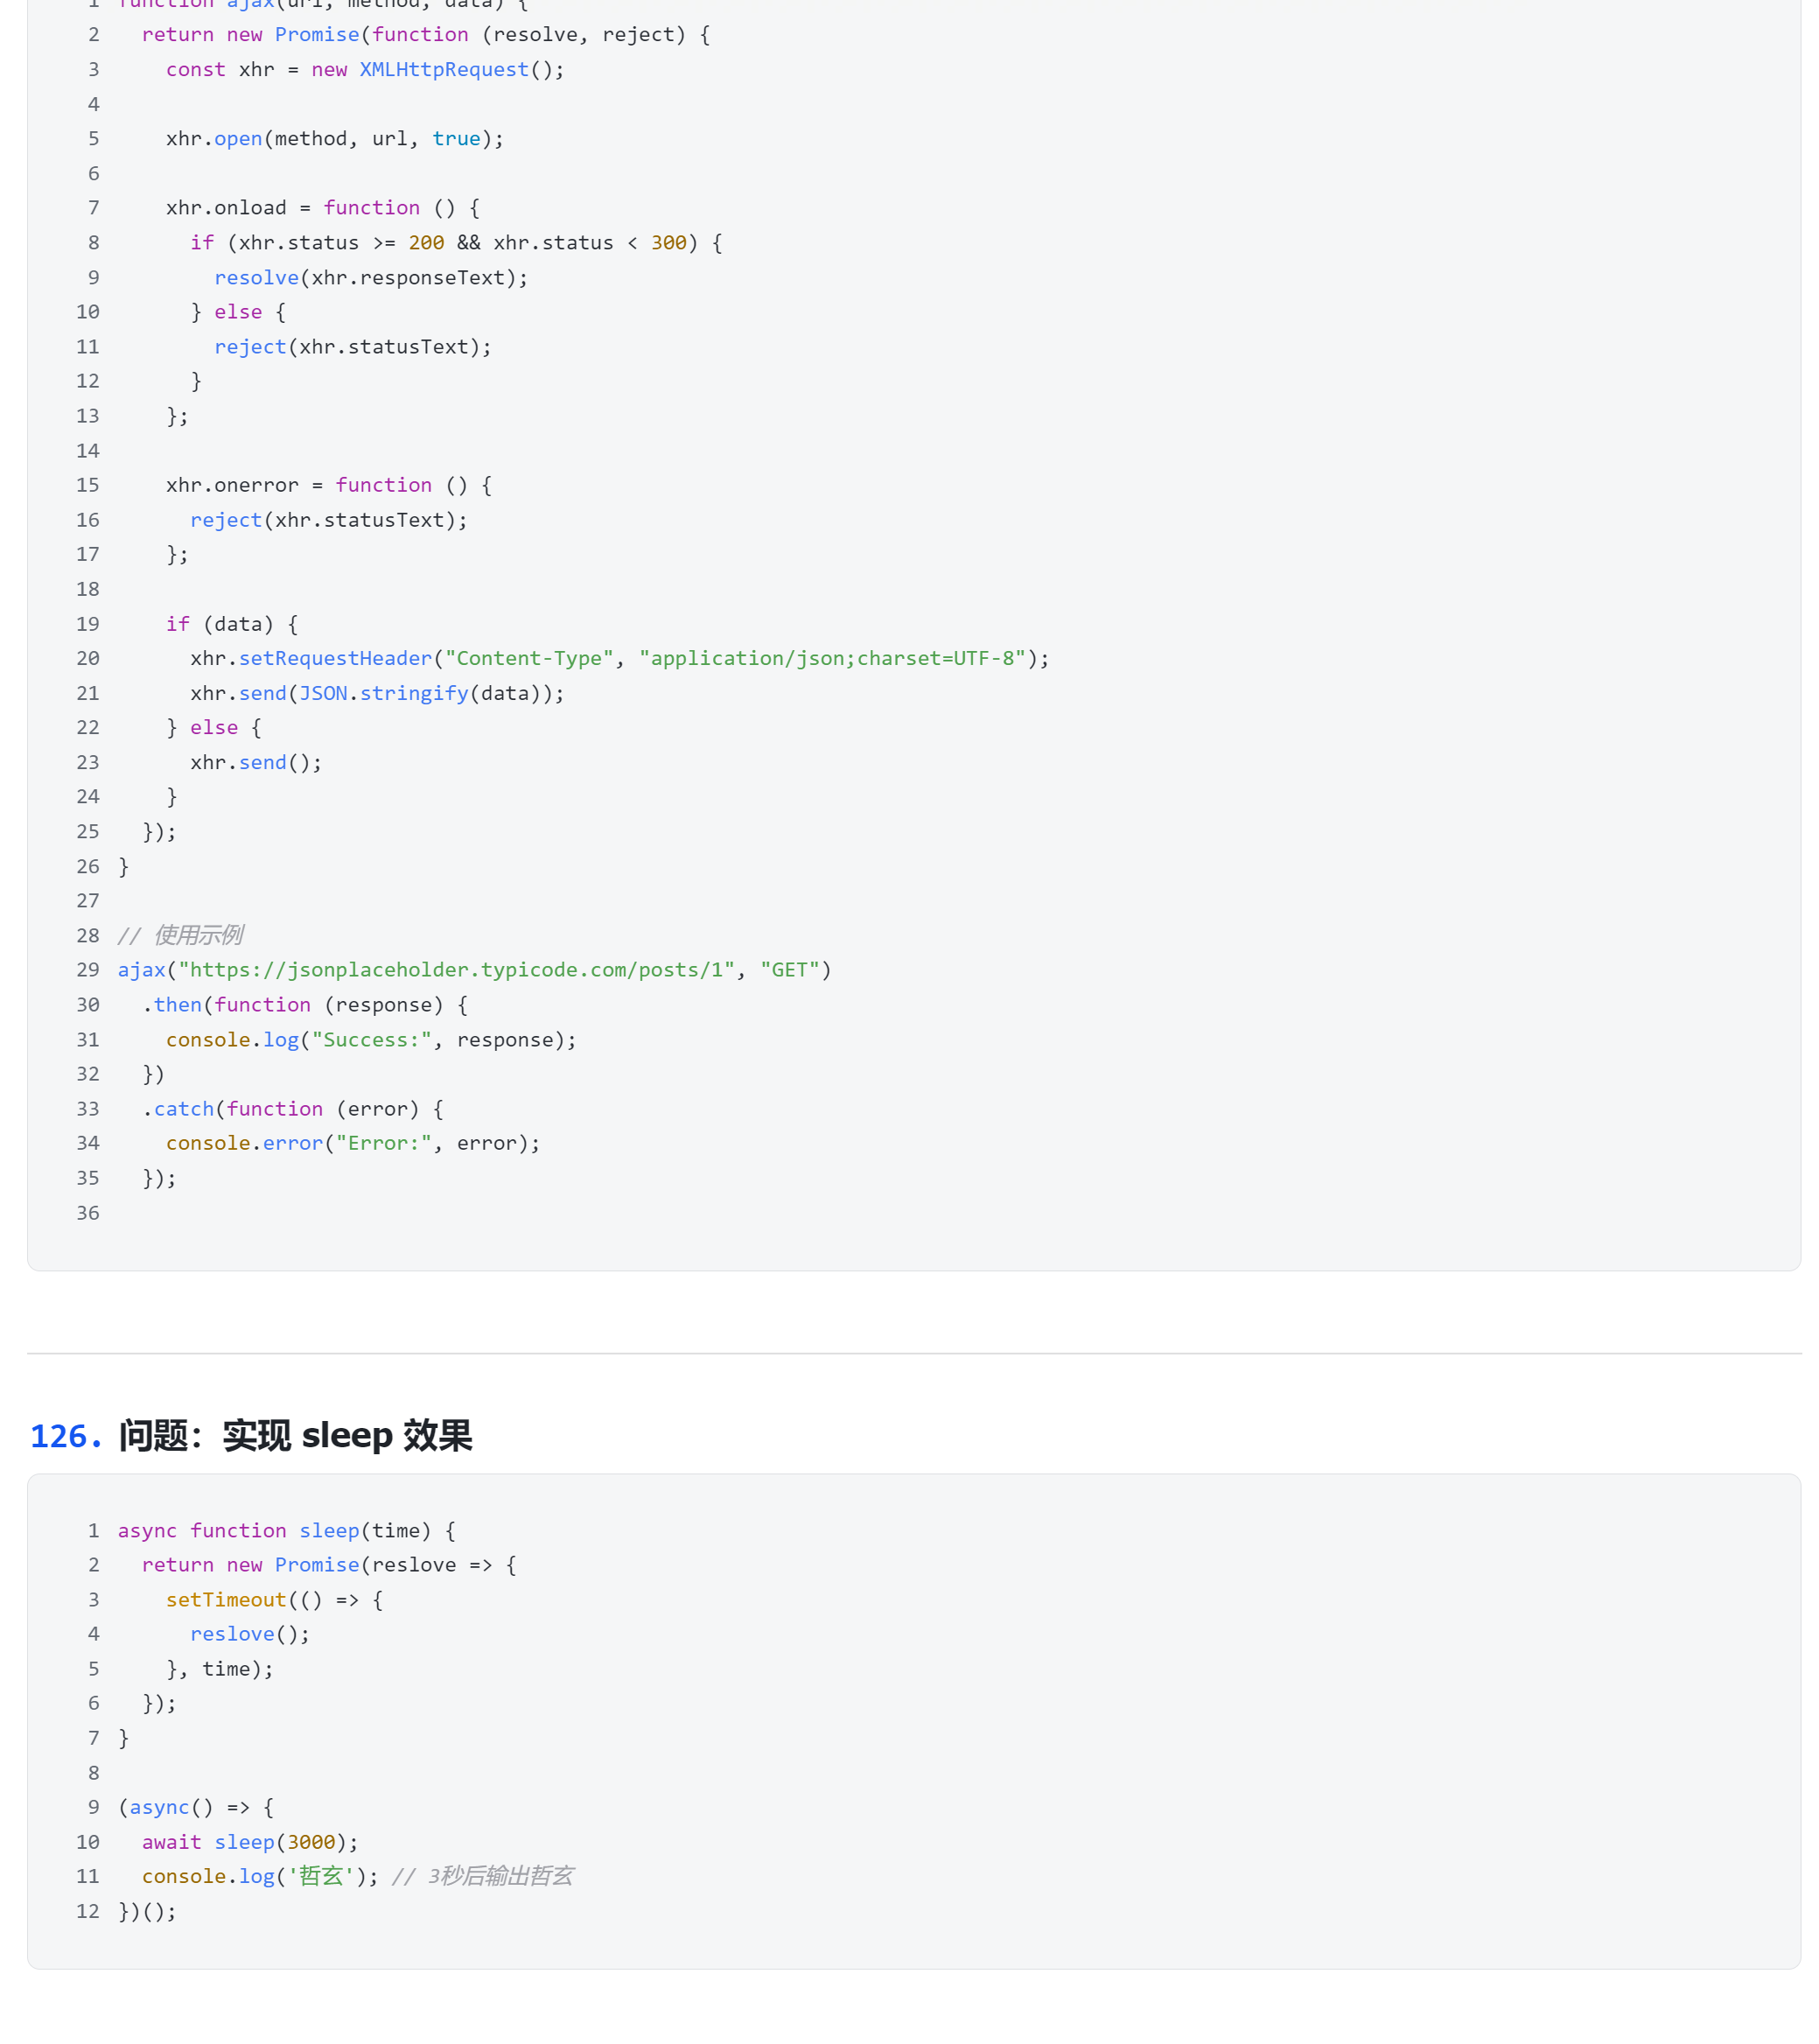 1 function ajax(url, method, data) {
2   return new Promise(function (resolve, reject) {
3     const xhr = new XMLHttpRequest();
4
5     xhr.open(method, url, true);
6
7     xhr.onload = function () {
8       if (xhr.status >= 200 && xhr.status < 300) {
9         resolve(xhr.responseText);
10       } else {
11         reject(xhr.statusText);
12       }
13     };
14
15     xhr.onerror = function () {
16       reject(xhr.statusText);
17     };
18
19     if (data) {
20       xhr.setRequestHeader("Content-Type", "application/json;charset=UTF-8");
21       xhr.send(JSON.stringify(data));
22     } else {
23       xhr.send();
24     }
25   });
26 }
27
28 // 使用示例
29 ajax("https://jsonplaceholder.typicode.com/posts/1", "GET")
30   .then(function (response) {
31     console.log("Success:", response);
32   })
33   .catch(function (error) {
34     console.error("Error:", error);
35   });
36
126. 问题：实现 sleep 效果
1 async function sleep(time) {
2   return new Promise(reslove => {
3     setTimeout(() => {
4       reslove();
5     }, time);
6   });
7 }
8
9 (async() => {
10   await sleep(3000);
11   console.log('哲玄'); // 3秒后输出哲玄
12 })();